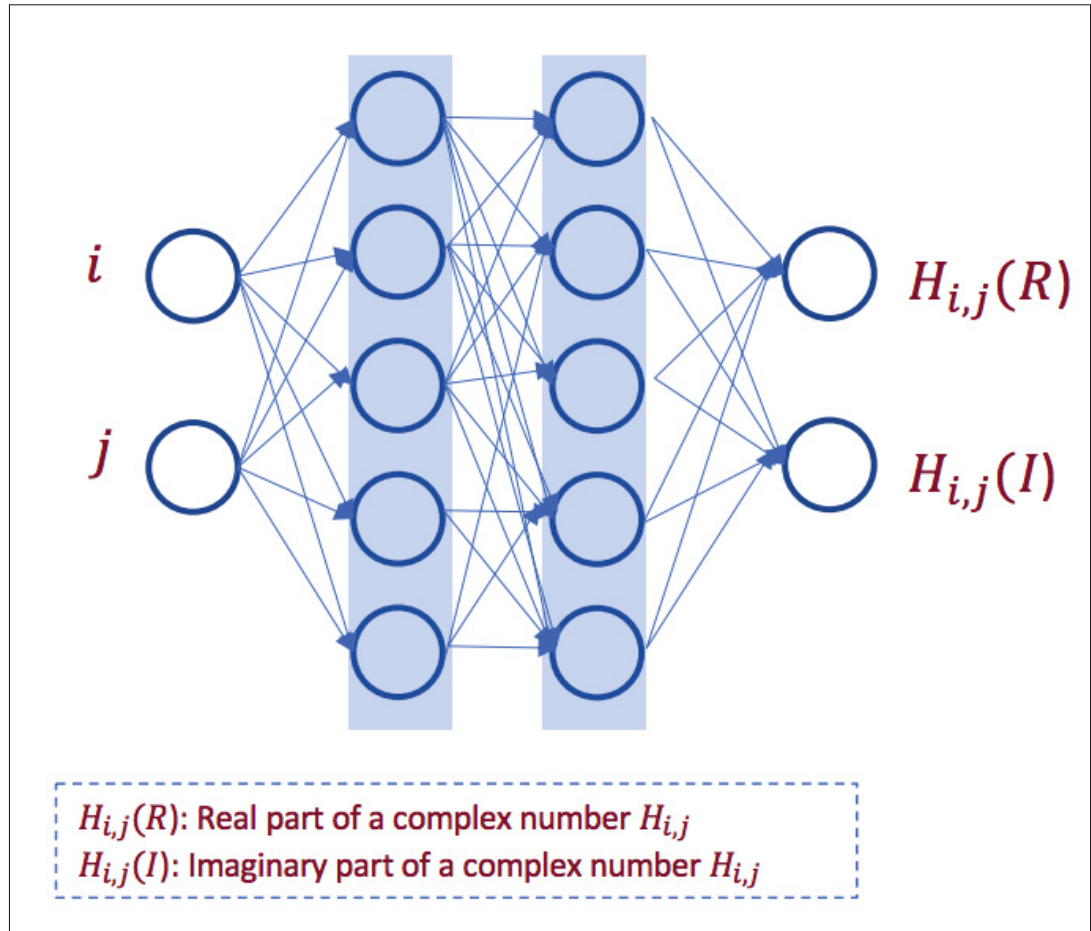 i
H_{i,j}(R)
j
H_{i,j}(I)
H_{i,j}(R): Real part of a complex number H_{i,j}
H_{i,j}(I): Imaginary part of a complex number H_{i,j}